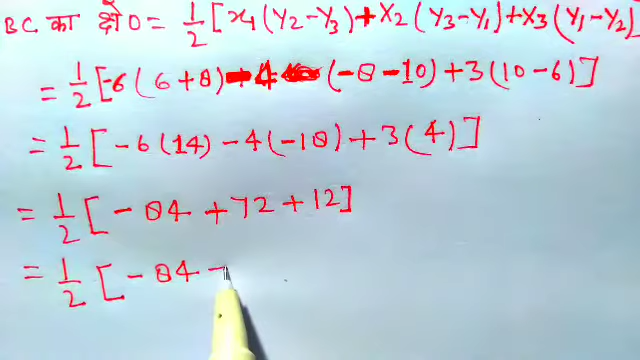 BC का क्षे0 = 1/2 [x₁(Y₂-Y₃)+X₂(Y₃-Y₁)+X₃(Y₁-Y₂]
= 1/2 [-6(6+8) -4 (-8-10)+3(10-6)]
= 1/2 [-6(14)-4(-18)+3(4)]
= 1/2 [-84+72+12]
= 1/2 [-84-